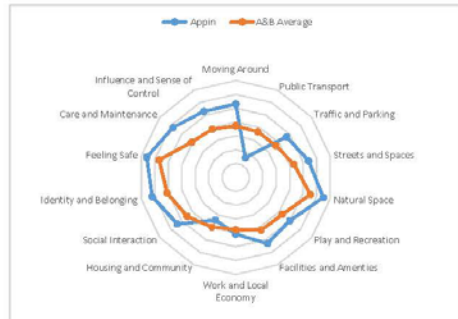 Appin
A&B Average
Moving Around
Public Transport
Traffic and Parking
Streets and Spaces
Natural Space
Play and Recreation
Facilities and Amenties
Work and Local
Economy
Housing and Community
Social Interaction
Identity and Belonging
Feeling Safe
Care and Maintenance
Influence and Sense of
Control